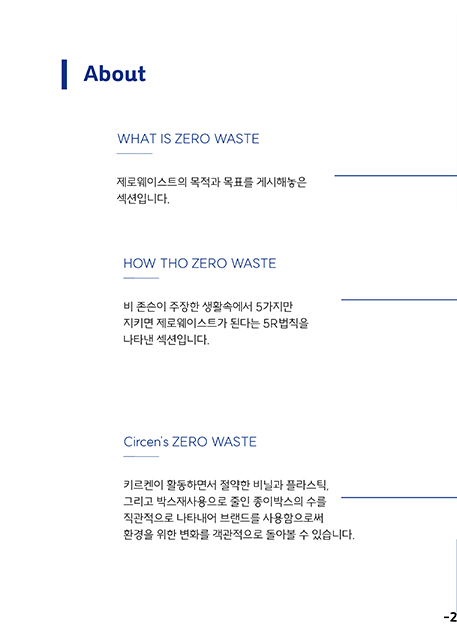 About
WHAT IS ZERO WASTE
제로웨이스트의 목적과 목표를 게시해놓은
섹션입니다.
HOW THO ZERO WASTE
비 존슨이 주장한 생활속에서 5가지만
지키면 제로웨이스트가 된다는 5R법칙을
나타낸 섹션입니다.
Circen's ZERO WASTE
키르켄이 활동하면서 절약한 비닐과 플라스틱,
그리고 박스재사용으로 줄인 종이박스의 수를
직관적으로 나타내어 브랜드를 사용함으로써
환경을 위한 변화를 객관적으로 돌아볼 수 있습니다.
-2